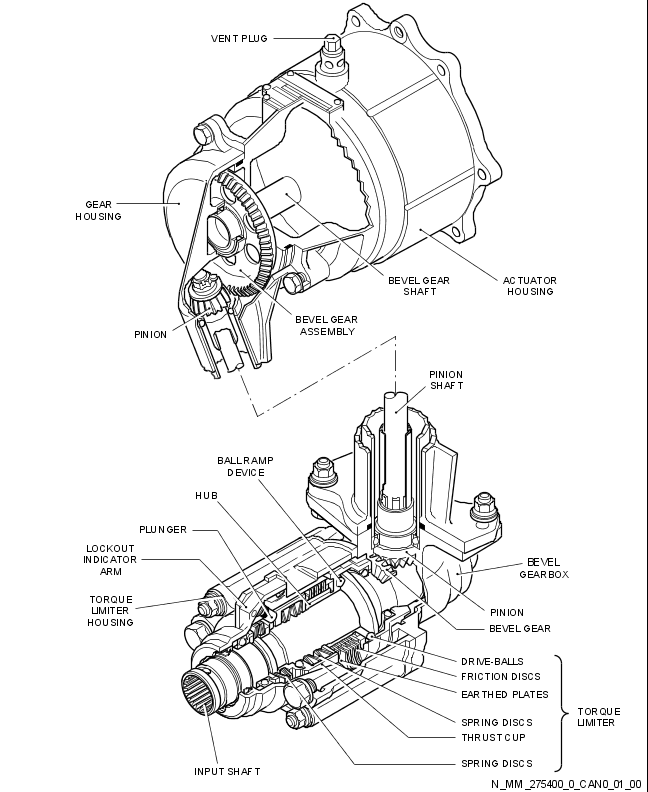 VENT PLUG
GEAR
HOUSING
BEVEL GEAR
SHAFT
ACTUATOR
HOUSING
BEVEL GEAR
ASSEMBLY
PINION
PINION
SHAFT
BALLRAMP
DEVICE
HUB
PLUNGER
LOCKOUT
INDICATOR
ARM
TORQUE
LIMITER
HOUSING
BEVEL
GEARBOX
PINION
BEVEL GEAR
DRIVE-BALLS
FRICTION DISCS
EARTHED PLATES
SPRING DISCS
THRUST CUP
SPRING DISCS
TORQUE
LIMITER
INPUT SHAFT
N_MM_275400_0_CAN0_01_00